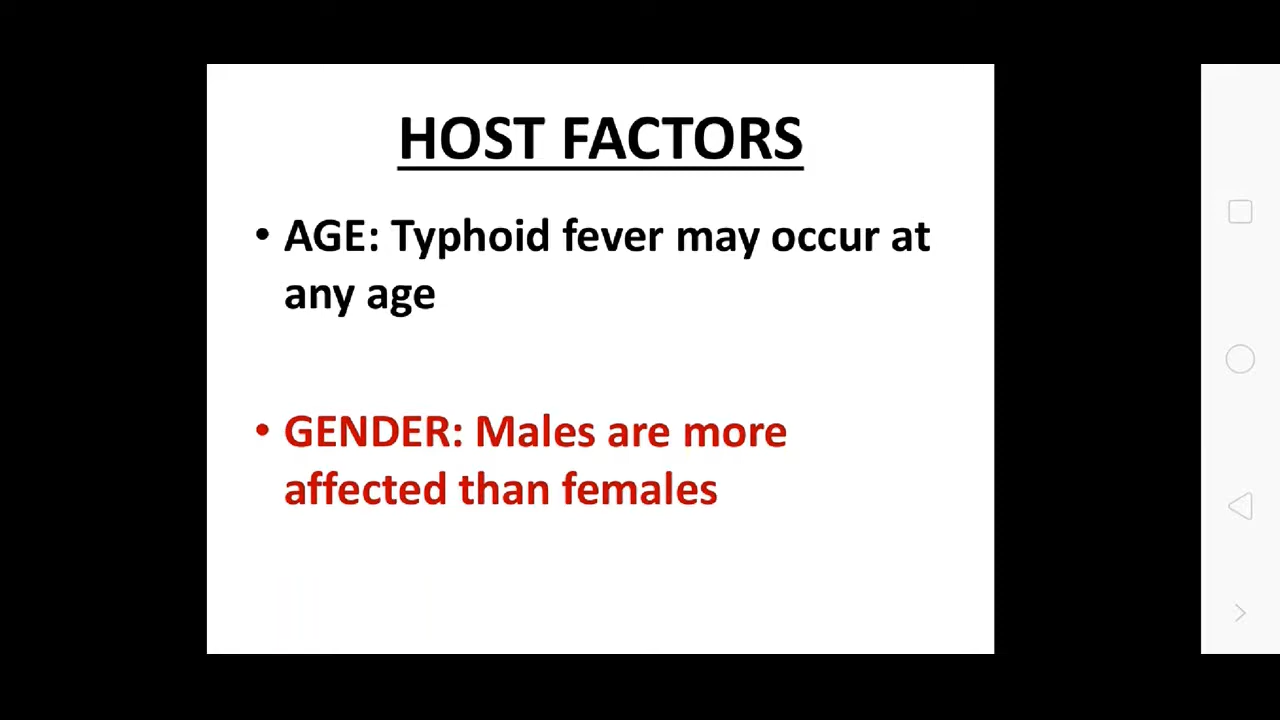 HOST FACTORS
• AGE: Typhoid fever may occur at
any age
• GENDER: Males are more
affected than females